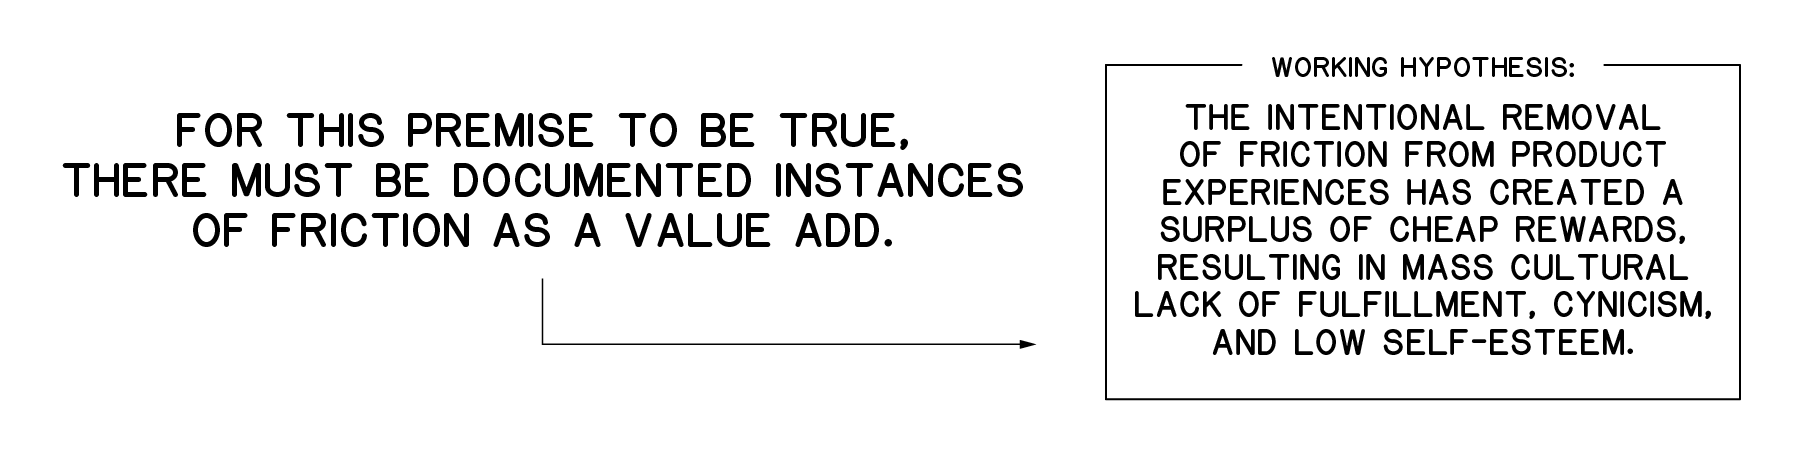 FOR THIS PREMISE TO BE TRUE,
THERE MUST BE DOCUMENTED INSTANCES
OF FRICTION AS A VALUE ADD.
WORKING HYPOTHESIS:
THE INTENTIONAL REMOVAL
OF FRICTION FROM PRODUCT
EXPERIENCES HAS CREATED A
SURPLUS OF CHEAP REWARDS,
RESULTING IN MASS CULTURAL
LACK OF FULFILLMENT, CYNICISM,
AND LOW SELF-ESTEEM.